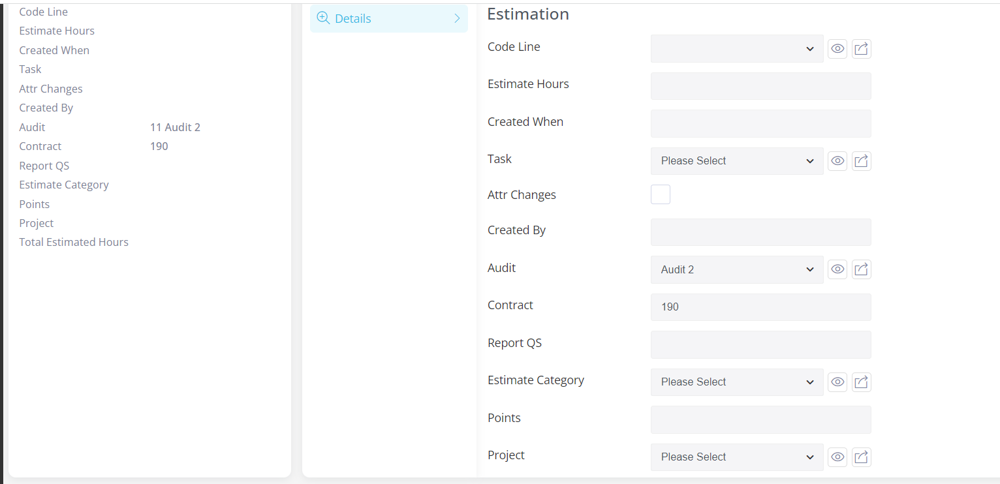 Code Line
Estimate Hours
Created When
Task
Attr Changes
Created By
Audit 11 Audit 2
Contract 190
Report QS
Estimate Category
Points
Project
Total Estimated Hours
Details
Estimation
Code Line
Estimate Hours
Created When
Task Please Select
Attr Changes
Created By
Audit Audit 2
Contract 190
Report QS
Estimate Category Please Select
Points
Project Please Select